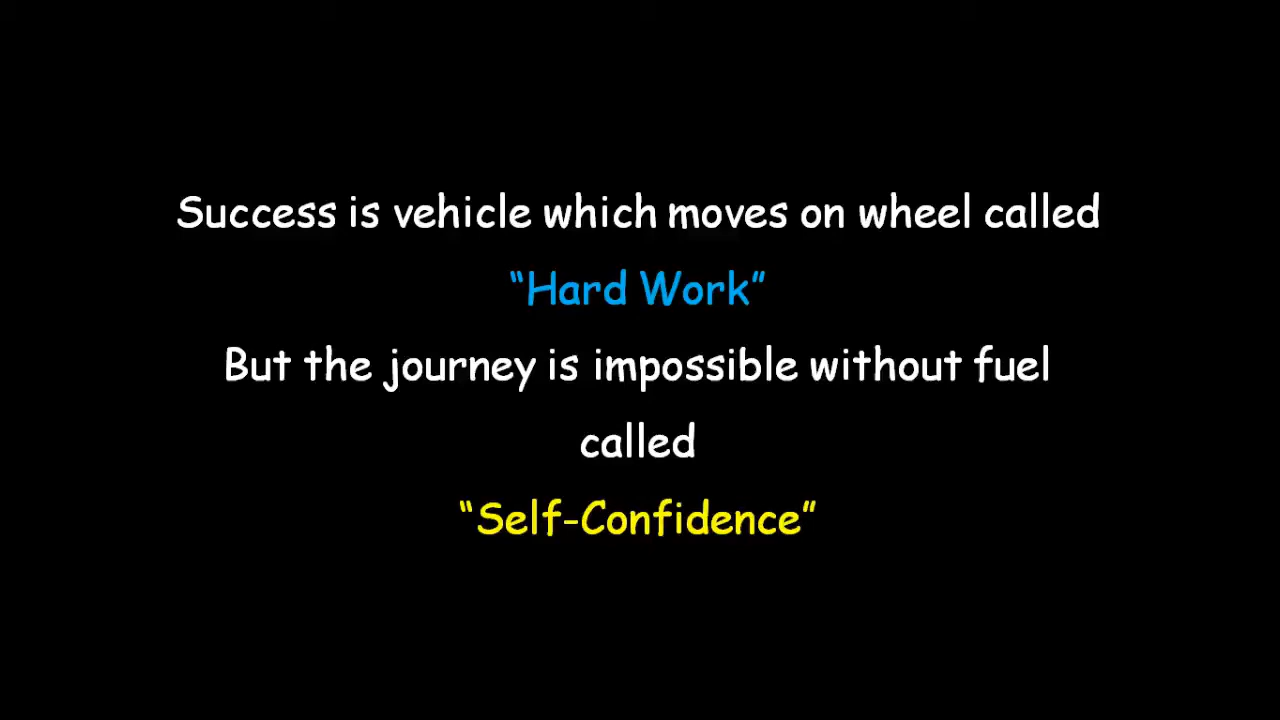 Success is vehicle which moves on wheel called
“Hard Work”
But the journey is impossible without fuel
called
“Self-Confidence”